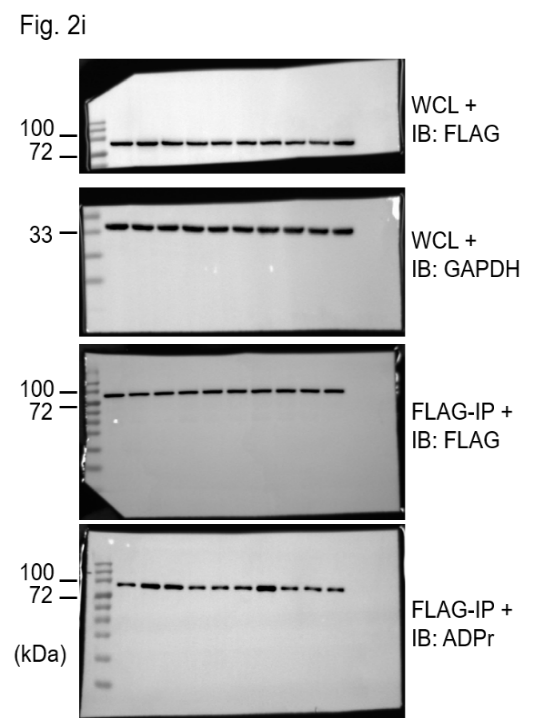 Fig. 2i
100
72
WCL +
IB: FLAG
33
WCL +
IB: GAPDH
100
72
FLAG-IP +
IB: FLAG
100
72
(kDa)
FLAG-IP +
IB: ADPr